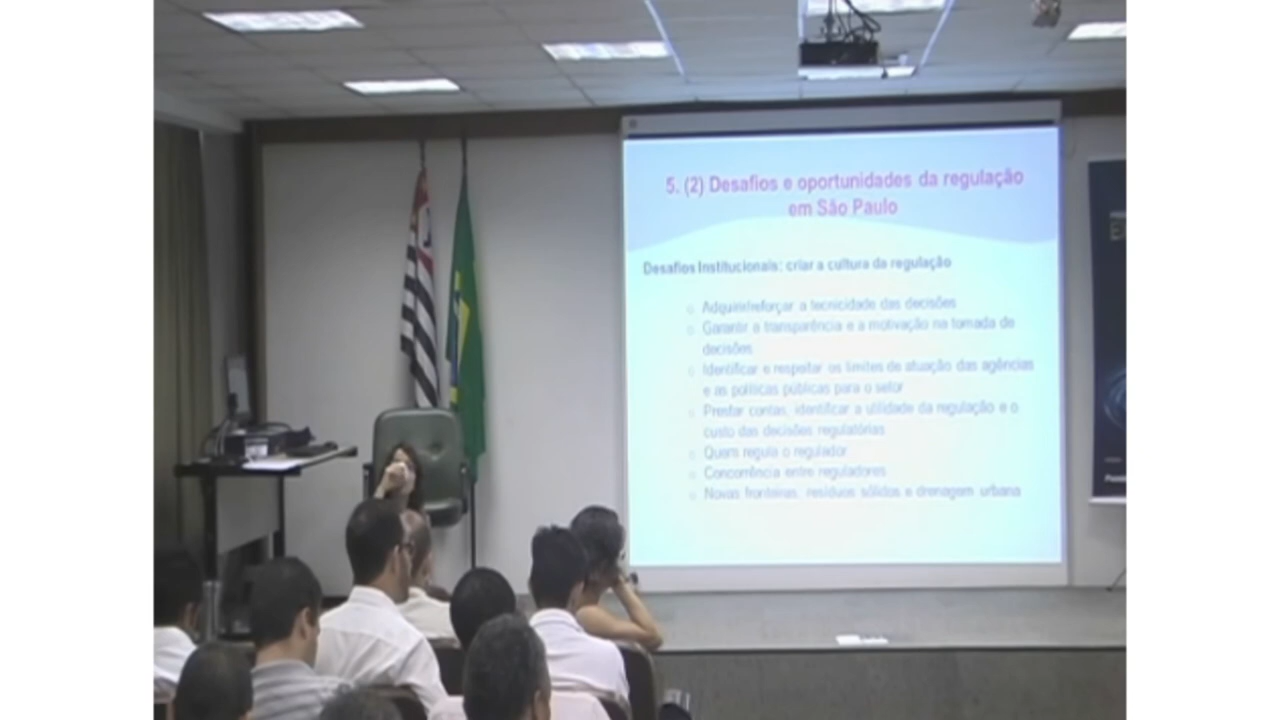 5. (2) Desafios e oportunidades da regulação
em São Paulo
Desafios Institucionais: criar a cultura da regulação
Adquirir/reforçar a tecnicidade das decisões
Garantir a transparência e a motivação na tomada de
decisões
Identificar e respeitar os limites de atuação das agências
e as políticas públicas para o setor
Prestar contas, identificar a utilidade da regulação e o
custo das decisões regulatórias
Quem regula o regulador
Concorrência entre reguladores
Novas fronteiras: resíduos sólidos e drenagem urbana